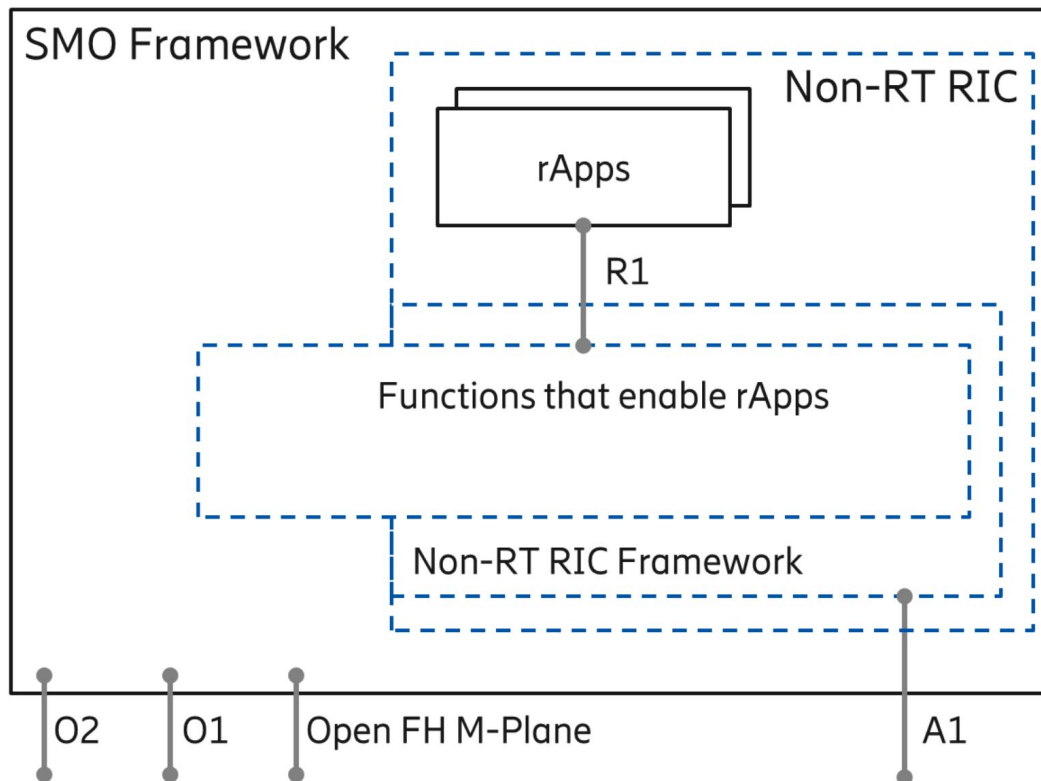 SMO Framework
Non-RT RIC
rApps
R1
Functions that enable rApps
Non-RT RIC Framework
O2
O1
Open FH M-Plane
A1